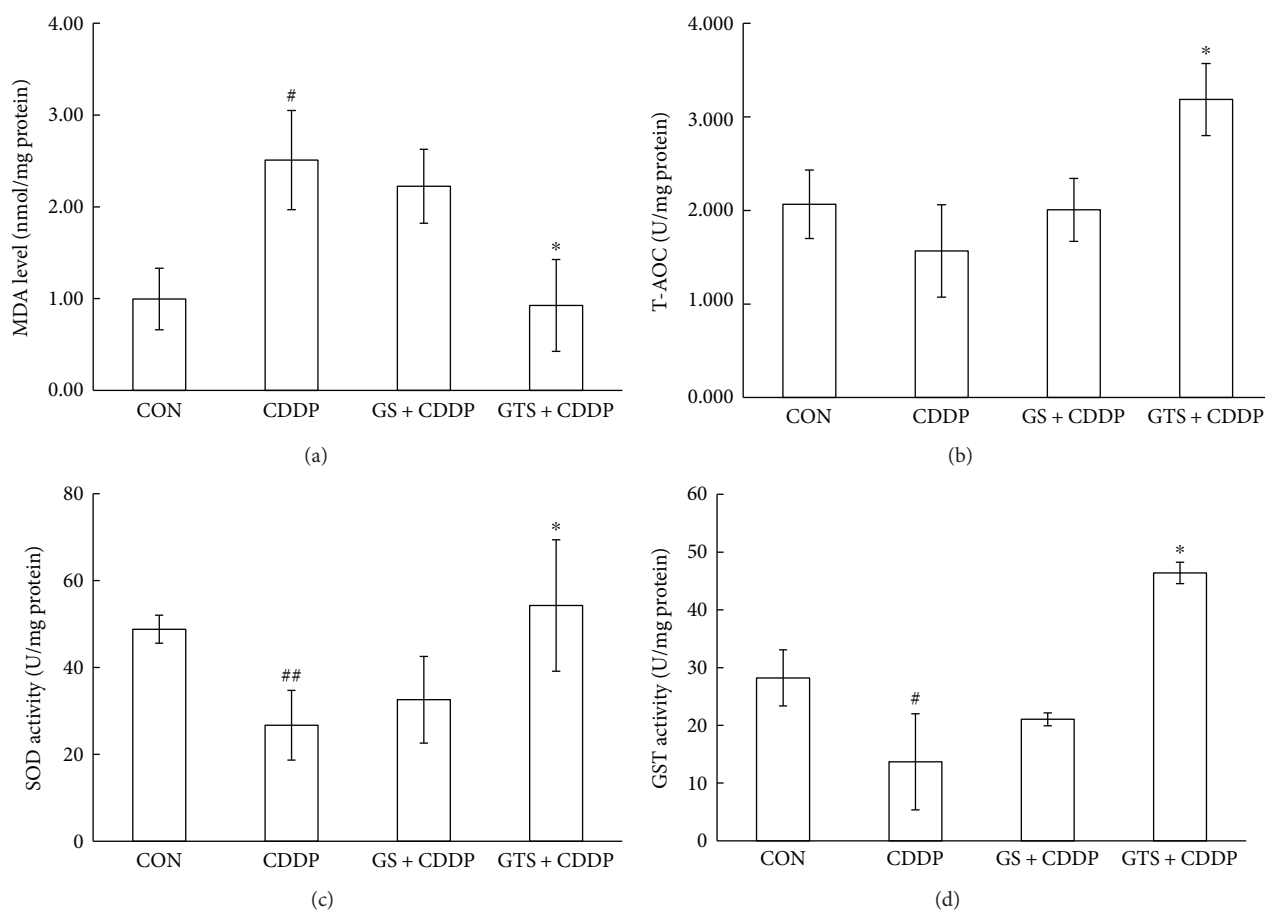 4.00
3.00
2.00
1.00
0.00
MDA level (nmol/mg protein)
#
*
CON
CDDP
GS + CDDP
GTS + CDDP
(a)
4.000
3.000
2.000
1.000
0.000
T-AOC (U/mg protein)
*
CON
CDDP
GS + CDDP
GTS + CDDP
(b)
80
60
40
20
0
SOD activity (U/mg protein)
##
*
CON
CDDP
GS + CDDP
GTS + CDDP
(c)
60
50
40
30
20
10
0
GST activity (U/mg protein)
#
*
CON
CDDP
GS + CDDP
GTS + CDDP
(d)